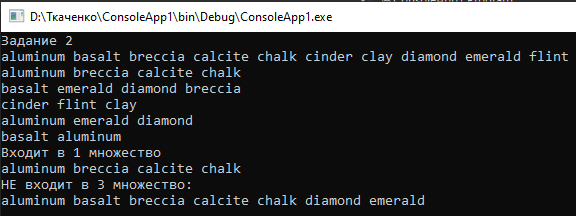 D:\Ткаченко\ConsoleApp1\bin\Debug\ConsoleApp1.exe
Задание 2
aluminum basalt breccia calcite chalk cinder clay diamond emerald flint
aluminum breccia calcite chalk
basalt emerald diamond breccia
cinder flint clay
aluminum emerald diamond
basalt aluminum
Входит в 1 множество
aluminum breccia calcite chalk
НЕ входит в 3 множество:
aluminum basalt breccia calcite chalk diamond emerald